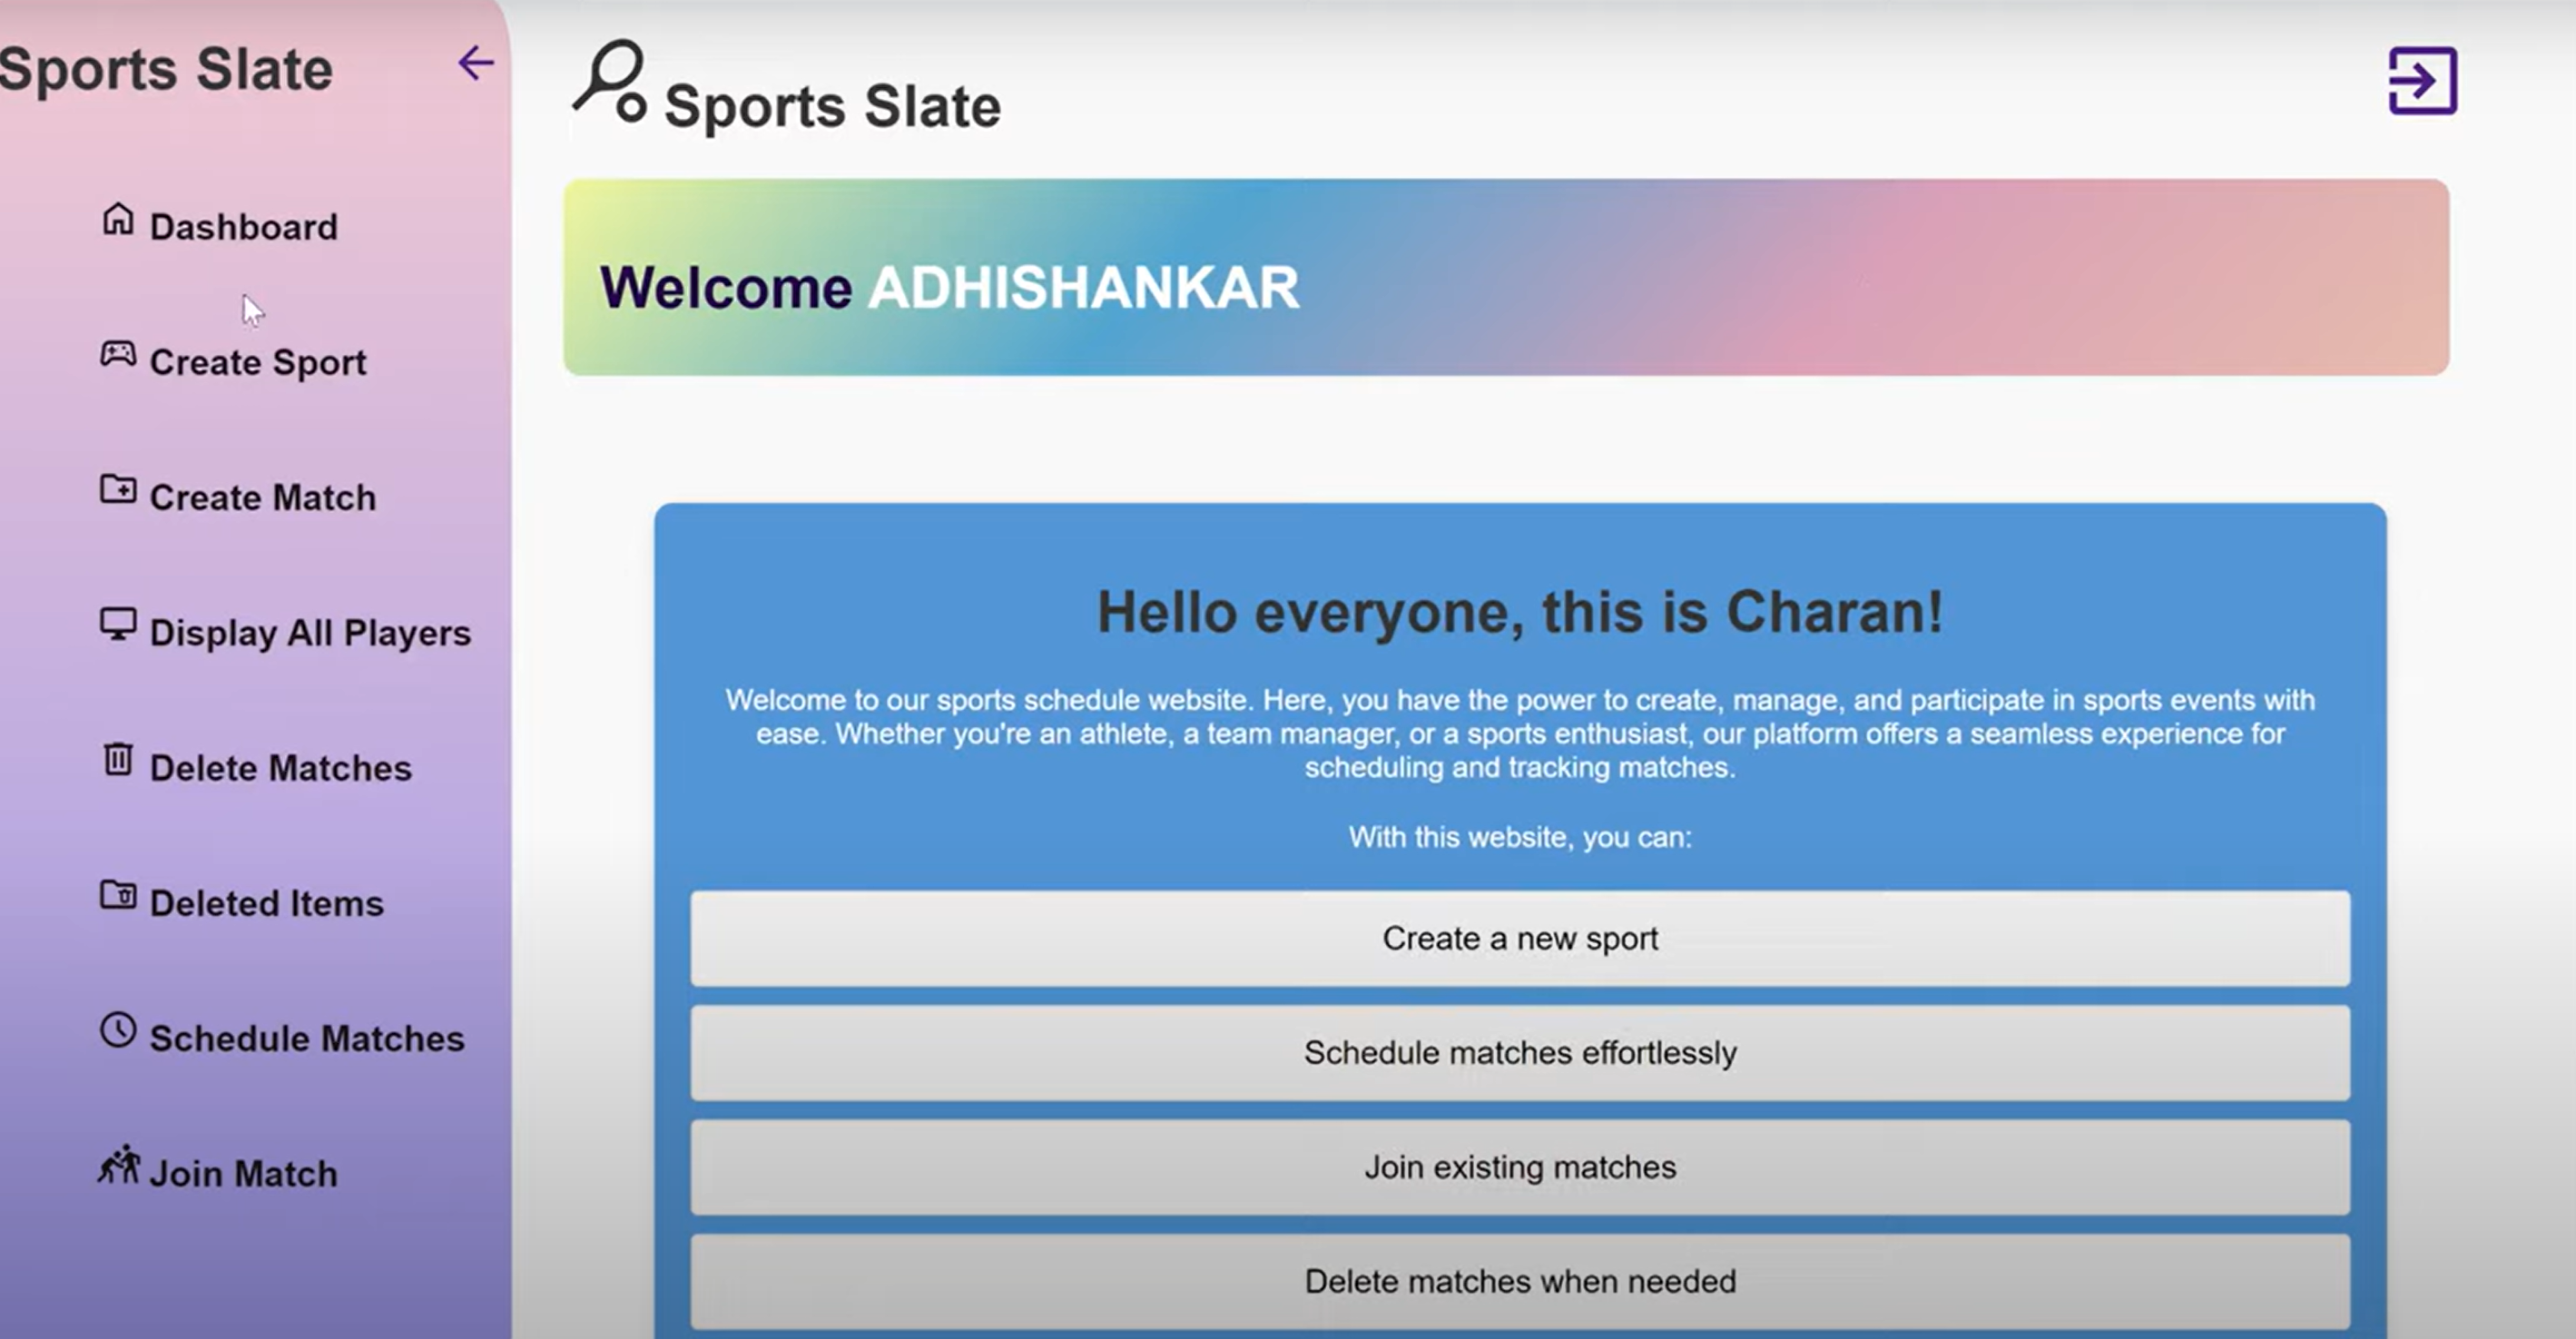 Sports Slate
Dashboard
Create Sport
Create Match
Display All Players
Delete Matches
Deleted Items
Schedule Matches
Join Match
Sports Slate
Welcome ADHISHANKAR
Hello everyone, this is Charan!
Welcome to our sports schedule website. Here, you have the power to create, manage, and participate in sports events with
ease. Whether you're an athlete, a team manager, or a sports enthusiast, our platform offers a seamless experience for
scheduling and tracking matches.
With this website, you can:
Create a new sport
Schedule matches effortlessly
Join existing matches
Delete matches when needed